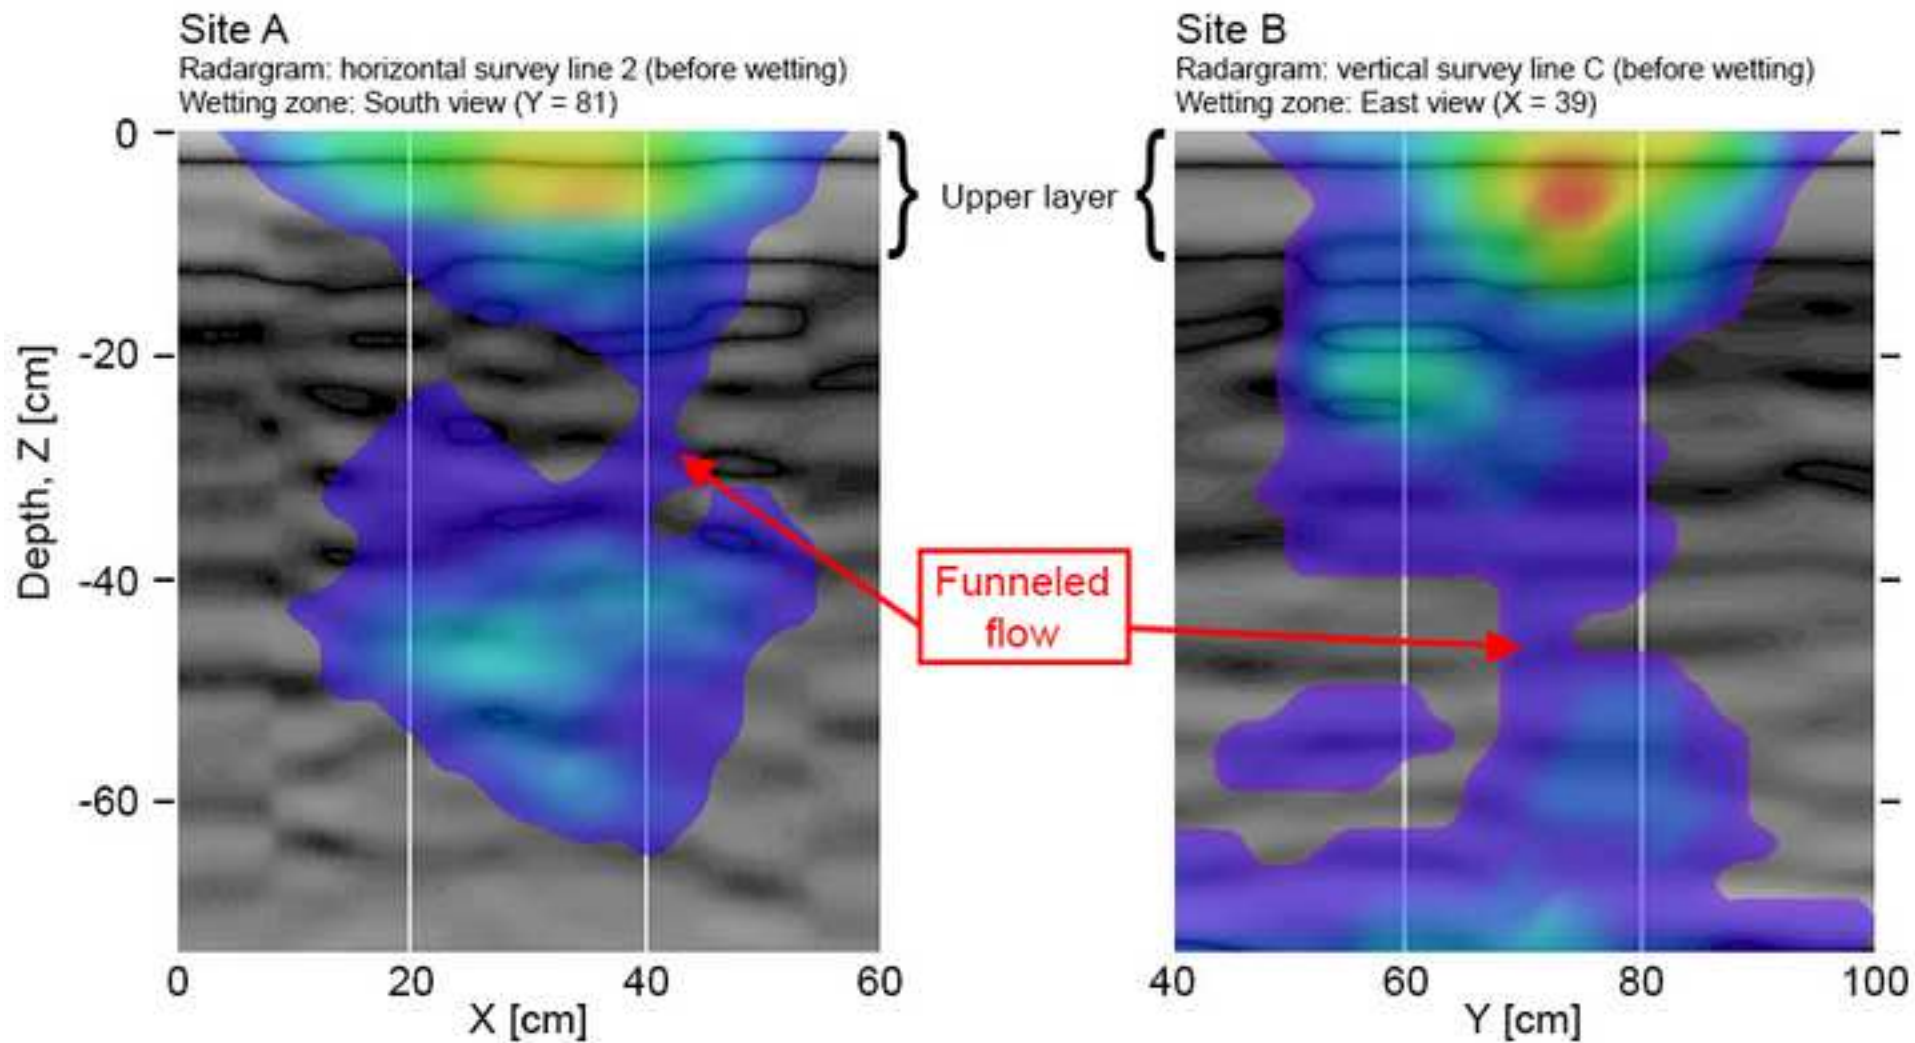 Site A
Radargram: horizontal survey line 2 (before wetting)
Wetting zone: South view (Y = 81)
Site B
Radargram: vertical survey line C (before wetting)
Wetting zone: East view (X = 39)
0
-20
-40
-60
Depth, Z [cm]
Upper layer
Funneled
flow
0 20 40 60
X [cm]
40 60 80 100
Y [cm]